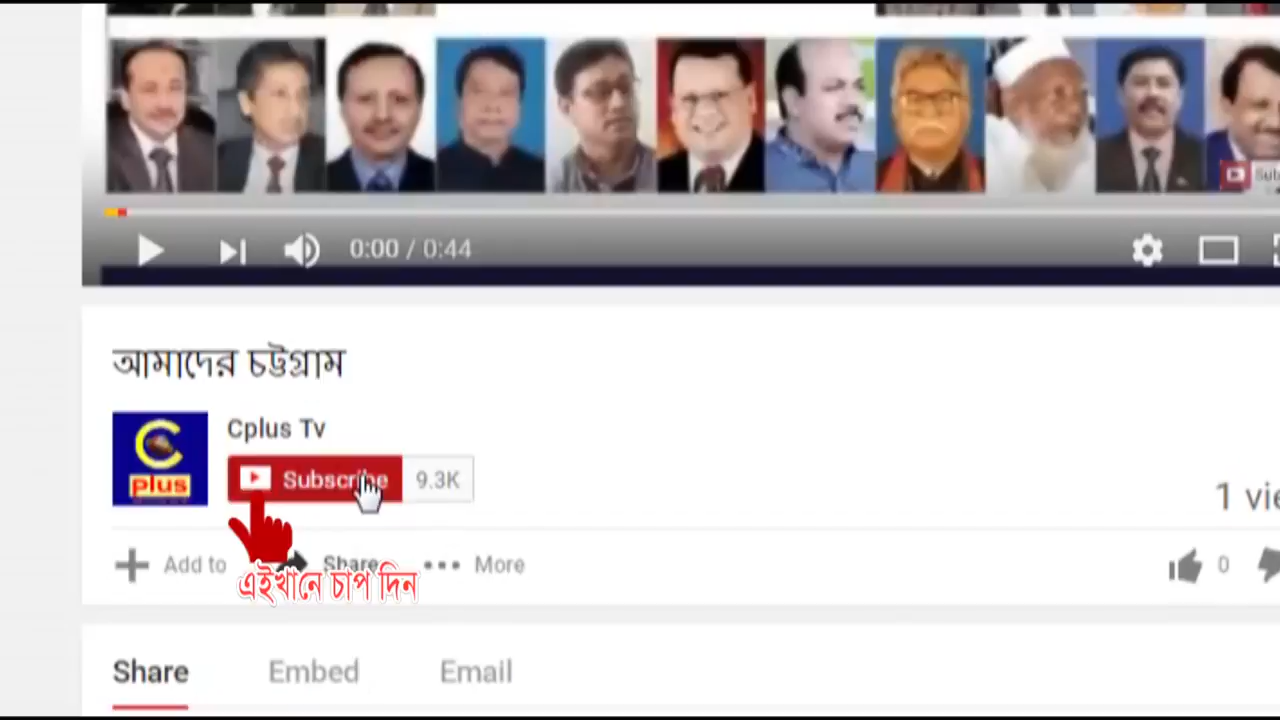 Sub
0:00 / 0:44
আমাদের চট্টগ্রাম
C
plus
Cplus Tv
Subscribe 9.3K
1 vie
Add to Share More 0
এইখানে চাপ দিন
Share Embed Email